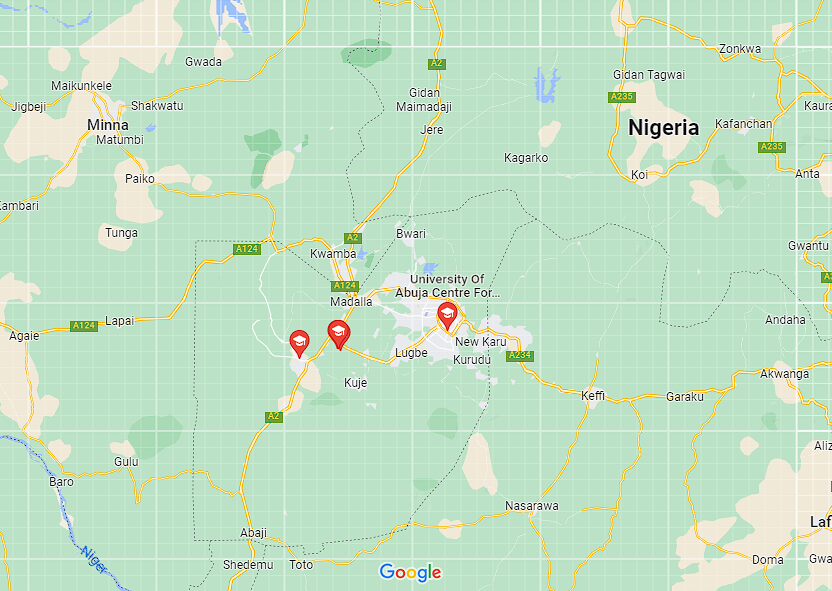 Gwada
Zonkwa
A2
Gidan Tagwai
Maikunkele
Gidan
Maimadaji
A235
Jigbeji
Shakwatu
Kaura
Minna
Matumbi
Jere
Nigeria
Kafanchan
A235
Kagarko
Paiko
Koi
Anta
Kambari
Tunga
A2
Bwari
A124
Kwamba
Gwantu
University Of
Abuja Centre For...
A124
Madalla
Lapai
A124
Agaie
Andaha
New Karu
Lugbe
Kurudu
A234
Kuje
Akwanga
Keffi
Garaku
A2
Gulu
Baro
Nasarawa
Abaji
Niger
Shedemu
Toto
Doma
Google